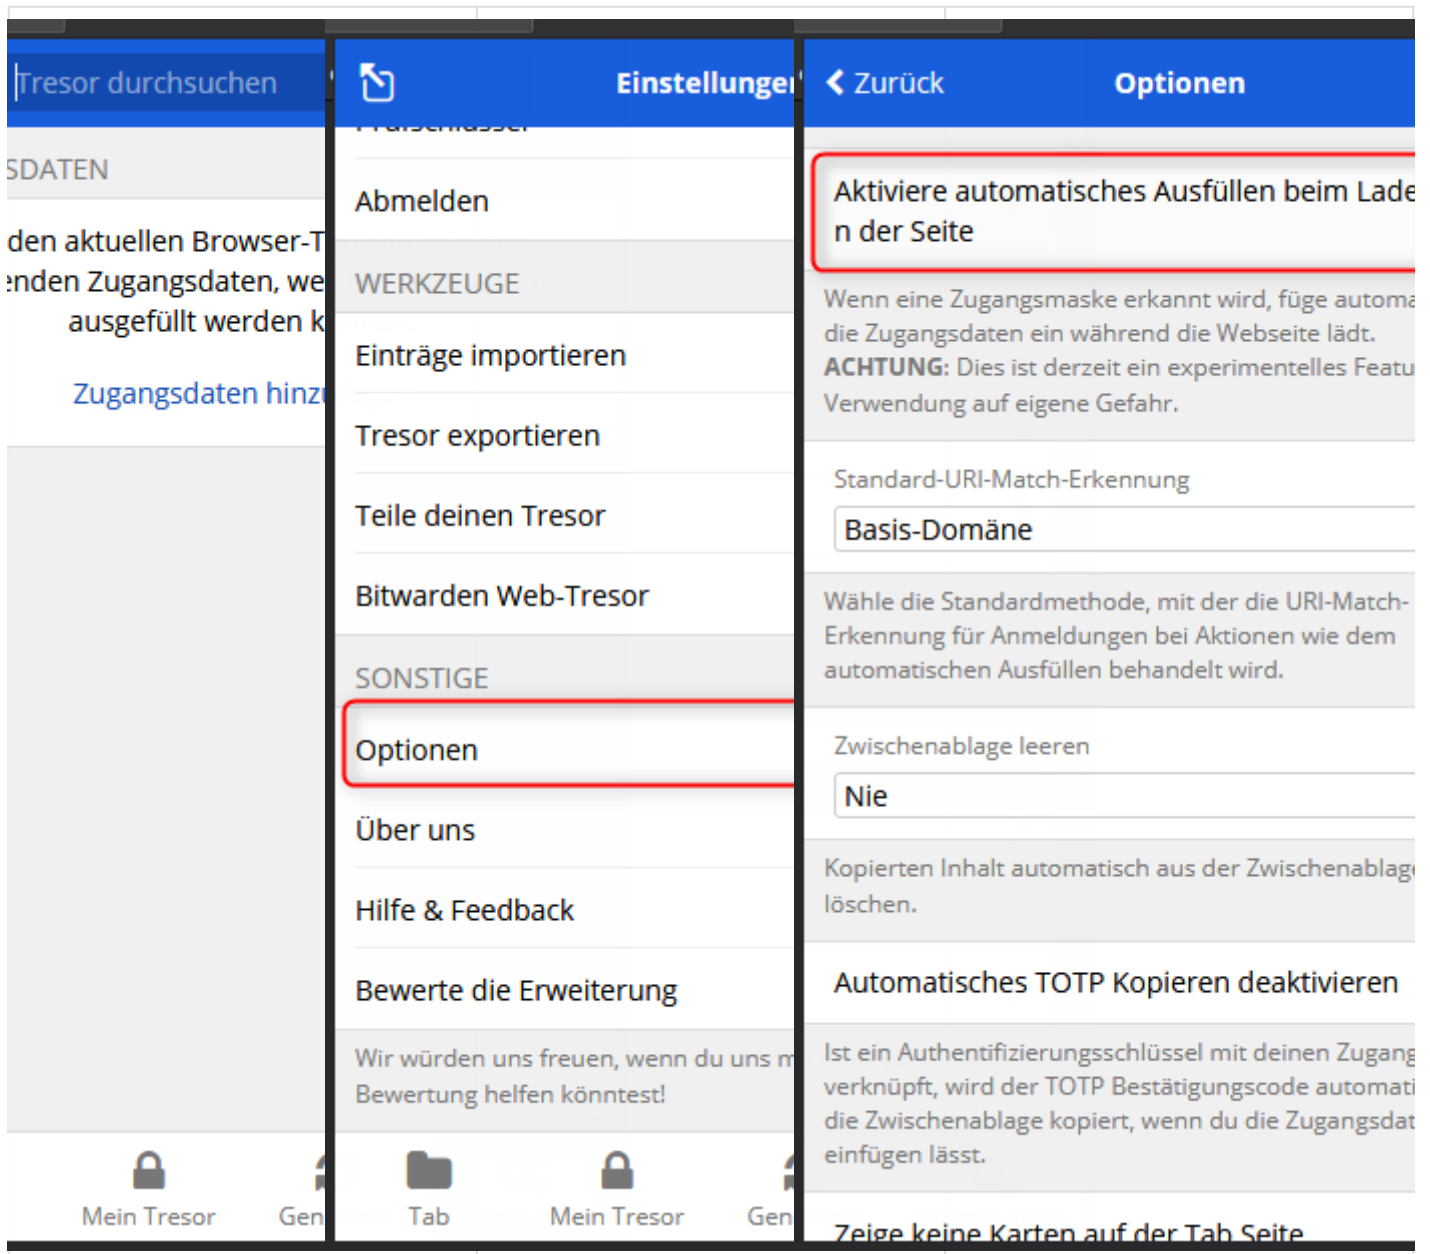 Tresor durchsuchen
SDATEN
den aktuellen Browser-T
enden Zugangsdaten, we
ausgefüllt werden k
Zugangsdaten hinzu
Mein Tresor
Gen
Einstellungen
Prüfschlüssel
Abmelden
WERKZEUGE
Einträge importieren
Tresor exportieren
Teile deinen Tresor
Bitwarden Web-Tresor
SONSTIGE
Optionen
Über uns
Hilfe & Feedback
Bewerte die Erweiterung
Wir würden uns freuen, wenn du uns m
Bewertung helfen könntest!
Tab
Mein Tresor
Gen
Zurück
Optionen
Aktiviere automatisches Ausfüllen beim Lade
n der Seite
Wenn eine Zugangsmaske erkannt wird, füge automa
die Zugangsdaten ein während die Webseite lädt.
ACHTUNG: Dies ist derzeit ein experimentelles Featu
Verwendung auf eigene Gefahr.
Standard-URI-Match-Erkennung
Basis-Domäne
Wähle die Standardmethode, mit der die URI-Match-
Erkennung für Anmeldungen bei Aktionen wie dem
automatischen Ausfüllen behandelt wird.
Zwischenablage leeren
Nie
Kopierten Inhalt automatisch aus der Zwischenablage
löschen.
Automatisches TOTP Kopieren deaktivieren
Ist ein Authentifizierungsschlüssel mit deinen Zugang
verknüpft, wird der TOTP Bestätigungscode automati
die Zwischenablage kopiert, wenn du die Zugangsdat
einfügen lässt.
Zeige keine Karten auf der Tab Seite